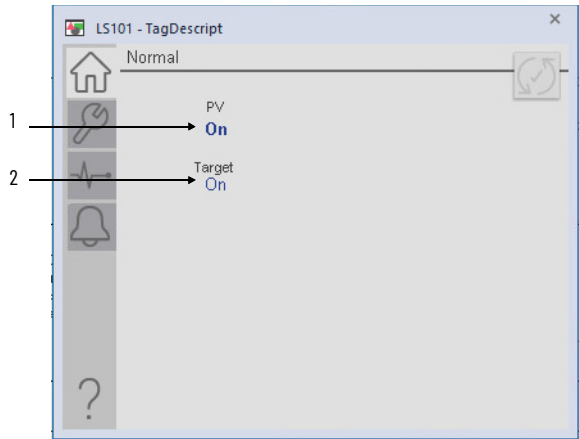 LS101 - TagDescript
×
Normal
PV
1
On
Target
2
On
?